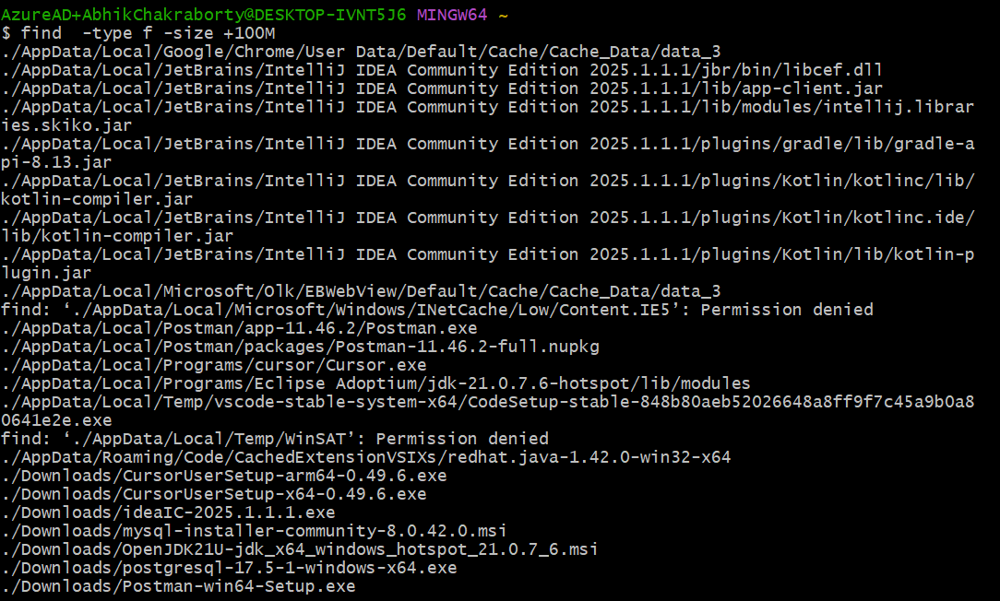 AzureAD+AbhikChakraborty@DESKTOP-IVNT5J6 MINGW64 ~
$ find  -type f -size +100M
./AppData/Local/Google/Chrome/User Data/Default/Cache/Cache_Data/data_3
./AppData/Local/JetBrains/IntelliJ IDEA Community Edition 2025.1.1.1/jbr/bin/libcef.dll
./AppData/Local/JetBrains/IntelliJ IDEA Community Edition 2025.1.1.1/lib/app-client.jar
./AppData/Local/JetBrains/IntelliJ IDEA Community Edition 2025.1.1.1/lib/modules/intellij.librar
ies.skiko.jar
./AppData/Local/JetBrains/IntelliJ IDEA Community Edition 2025.1.1.1/plugins/gradle/lib/gradle-a
pi-8.13.jar
./AppData/Local/JetBrains/IntelliJ IDEA Community Edition 2025.1.1.1/plugins/Kotlin/kotlinc/lib/
kotlin-compiler.jar
./AppData/Local/JetBrains/IntelliJ IDEA Community Edition 2025.1.1.1/plugins/Kotlin/kotlinc.ide/
lib/kotlin-compiler.jar
./AppData/Local/JetBrains/IntelliJ IDEA Community Edition 2025.1.1.1/plugins/Kotlin/lib/kotlin-p
lugin.jar
./AppData/Local/Microsoft/Olk/EBWebView/Default/Cache/Cache_Data/data_3
find: ‘./AppData/Local/Microsoft/Windows/INetCache/Low/Content.IE5’: Permission denied
./AppData/Local/Postman/app-11.46.2/Postman.exe
./AppData/Local/Postman/packages/Postman-11.46.2-full.nupkg
./AppData/Local/Programs/cursor/Cursor.exe
./AppData/Local/Programs/Eclipse Adoptium/jdk-21.0.7.6-hotspot/lib/modules
./AppData/Local/Temp/vscode-stable-system-x64/CodeSetup-stable-848b80aeb52026648a8ff9f7c45a9b0a8
0641e2e.exe
find: ‘./AppData/Local/Temp/WinSAT’: Permission denied
./AppData/Roaming/Code/CachedExtensionVSIXs/redhat.java-1.42.0-win32-x64
./Downloads/CursorUserSetup-arm64-0.49.6.exe
./Downloads/CursorUserSetup-x64-0.49.6.exe
./Downloads/ideaIC-2025.1.1.1.exe
./Downloads/mysql-installer-community-8.0.42.0.msi
./Downloads/OpenJDK21U-jdk_x64_windows_hotspot_21.0.7_6.msi
./Downloads/postgresql-17.5-1-windows-x64.exe
./Downloads/Postman-win64-Setup.exe